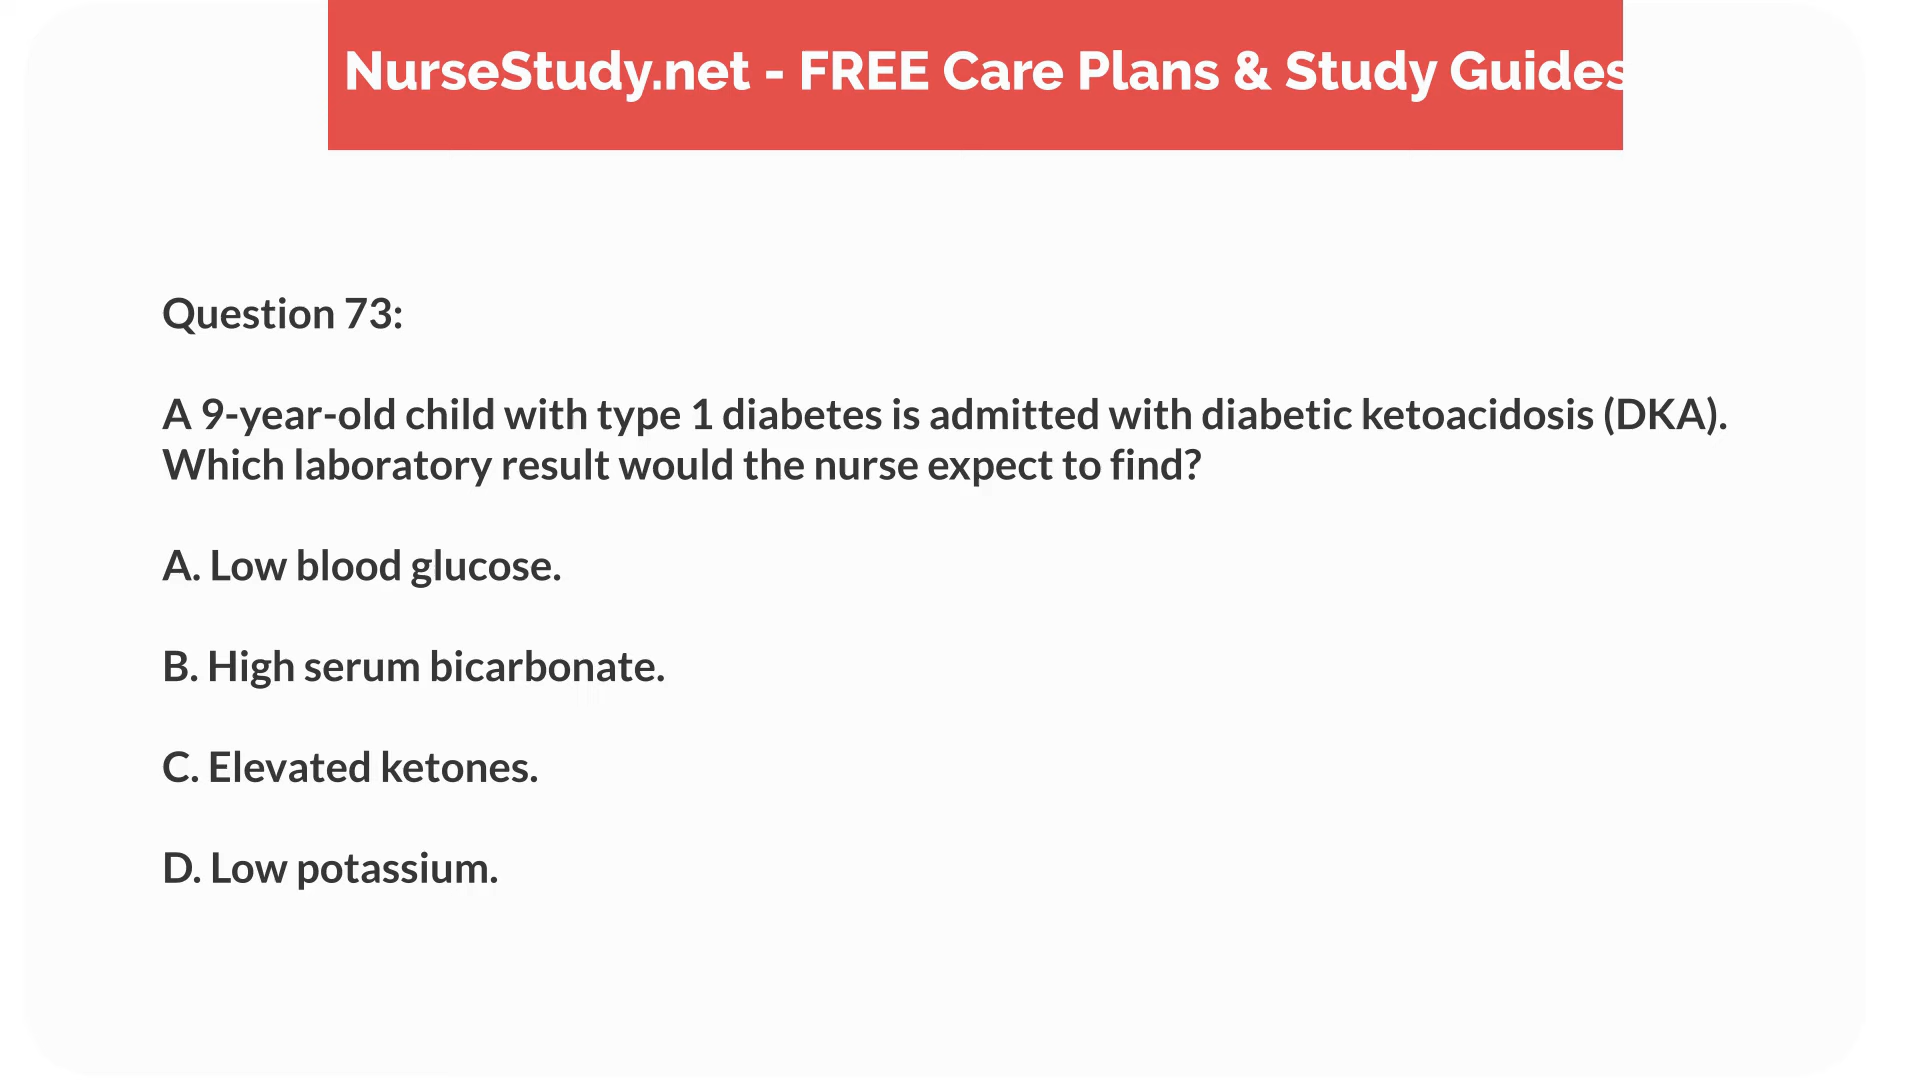 NurseStudy.net - FREE Care Plans & Study Guides
Question 73:
A 9-year-old child with type 1 diabetes is admitted with diabetic ketoacidosis (DKA).
Which laboratory result would the nurse expect to find?
A. Low blood glucose.
B. High serum bicarbonate.
C. Elevated ketones.
D. Low potassium.